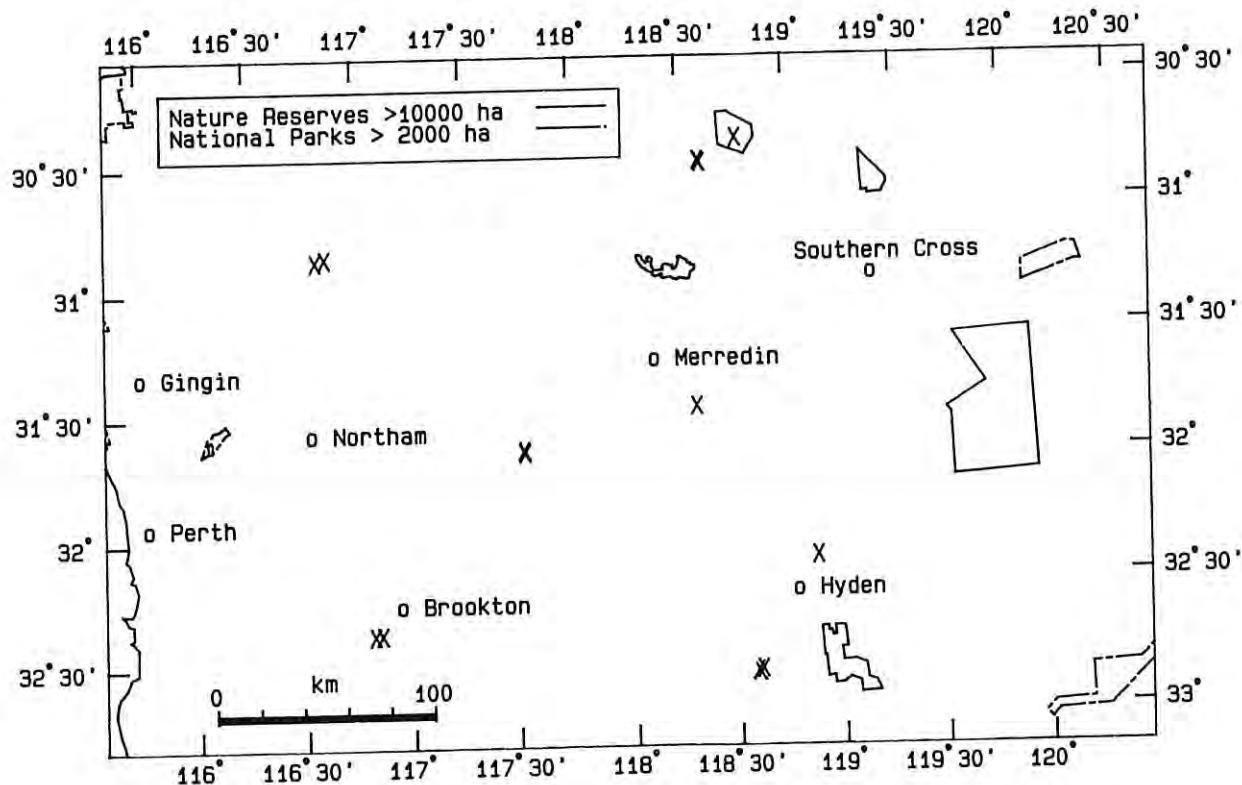 116° 116°30' 117° 117°30' 118° 118°30' 119° 119°30' 120° 120°30'
30°30'
Nature Reserves >10000 ha
National Parks > 2000 ha
30°30'
31°
Southern Cross
31°
31°30'
Merredin
Gingin
31°30'
Northam
32°
Perth
32°
32°30'
Hyden
Brookton
32°30'
0 km 100
33°
116° 116°30' 117° 117°30' 118° 118°30' 119° 119°30' 120°